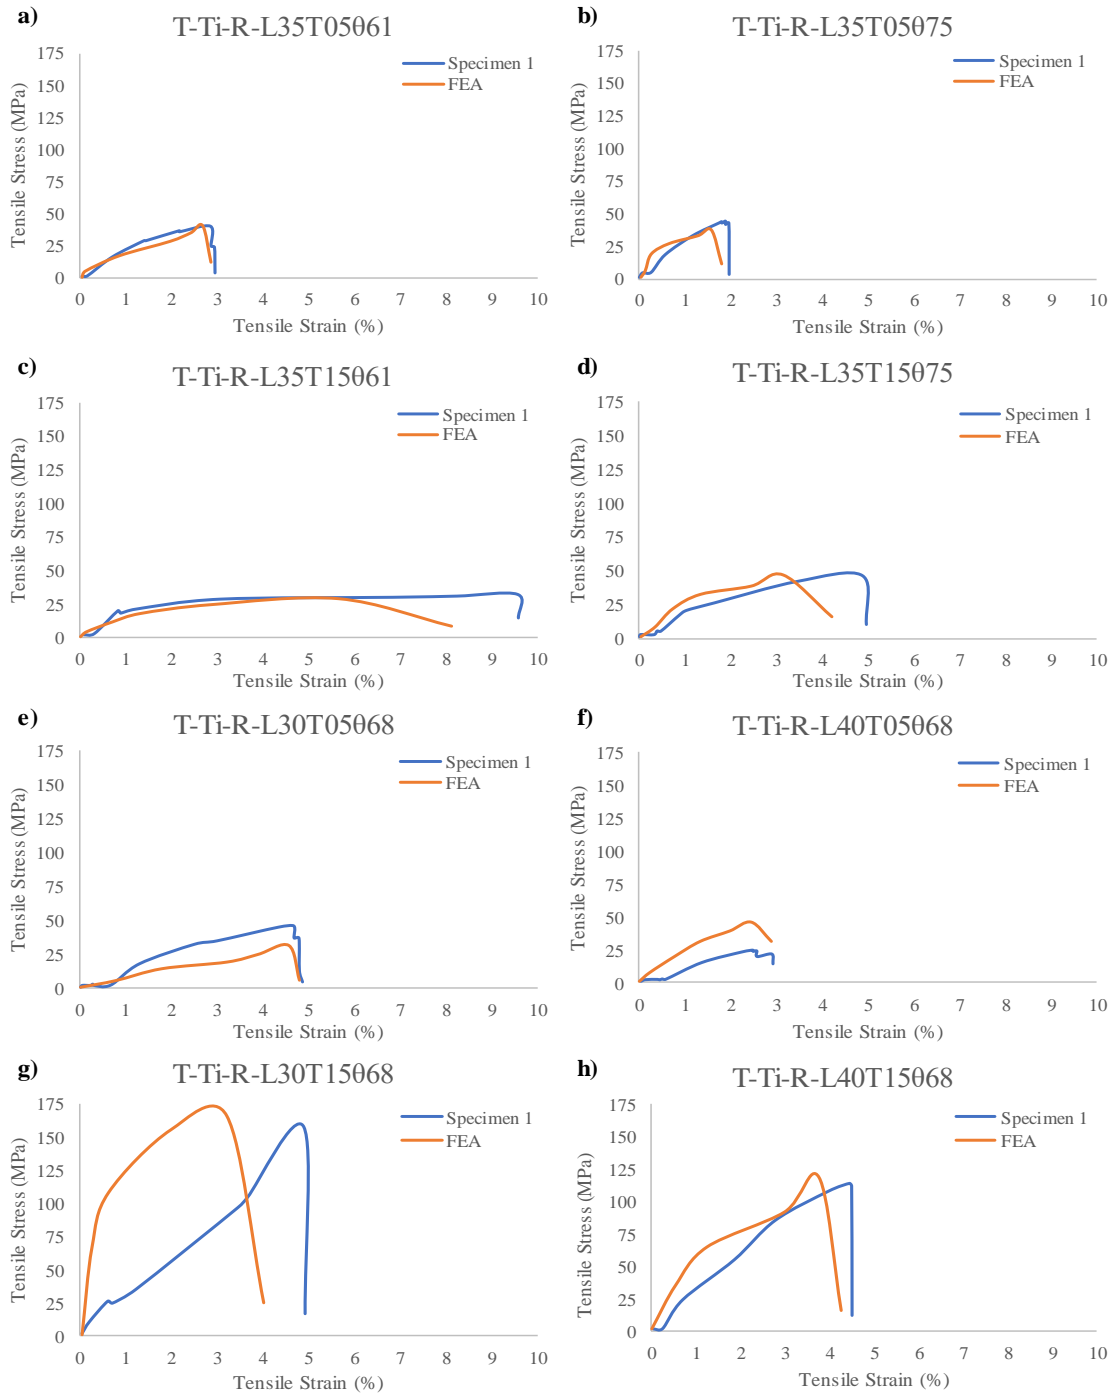 a)
T-Ti-R-L35T05θ61
Tensile Stress (MPa)
175
150
125
100
75
50
25
0
0 1 2 3 4 5 6 7 8 9 10
Tensile Strain (%)
Specimen 1
FEA
b)
T-Ti-R-L35T05θ75
Tensile Stress (MPa)
175
150
125
100
75
50
25
0
0 1 2 3 4 5 6 7 8 9 10
Tensile Strain (%)
Specimen 1
FEA
c)
T-Ti-R-L35T15θ61
Tensile Stress (MPa)
175
150
125
100
75
50
25
0
0 1 2 3 4 5 6 7 8 9 10
Tensile Strain (%)
Specimen 1
FEA
d)
T-Ti-R-L35T15θ75
Tensile Stress (MPa)
175
150
125
100
75
50
25
0
0 1 2 3 4 5 6 7 8 9 10
Tensile Strain (%)
Specimen 1
FEA
e)
T-Ti-R-L30T05θ68
Tensile Stress (MPa)
175
150
125
100
75
50
25
0
0 1 2 3 4 5 6 7 8 9 10
Tensile Strain (%)
Specimen 1
FEA
f)
T-Ti-R-L40T05θ68
Tensile Stress (MPa)
175
150
125
100
75
50
25
0
0 1 2 3 4 5 6 7 8 9 10
Tensile Strain (%)
Specimen 1
FEA
g)
T-Ti-R-L30T15θ68
Tensile Stress (MPa)
175
150
125
100
75
50
25
0
0 1 2 3 4 5 6 7 8 9 10
Tensile Strain (%)
Specimen 1
FEA
h)
T-Ti-R-L40T15θ68
Tensile Stress (MPa)
175
150
125
100
75
50
25
0
0 1 2 3 4 5 6 7 8 9 10
Tensile Strain (%)
Specimen 1
FEA